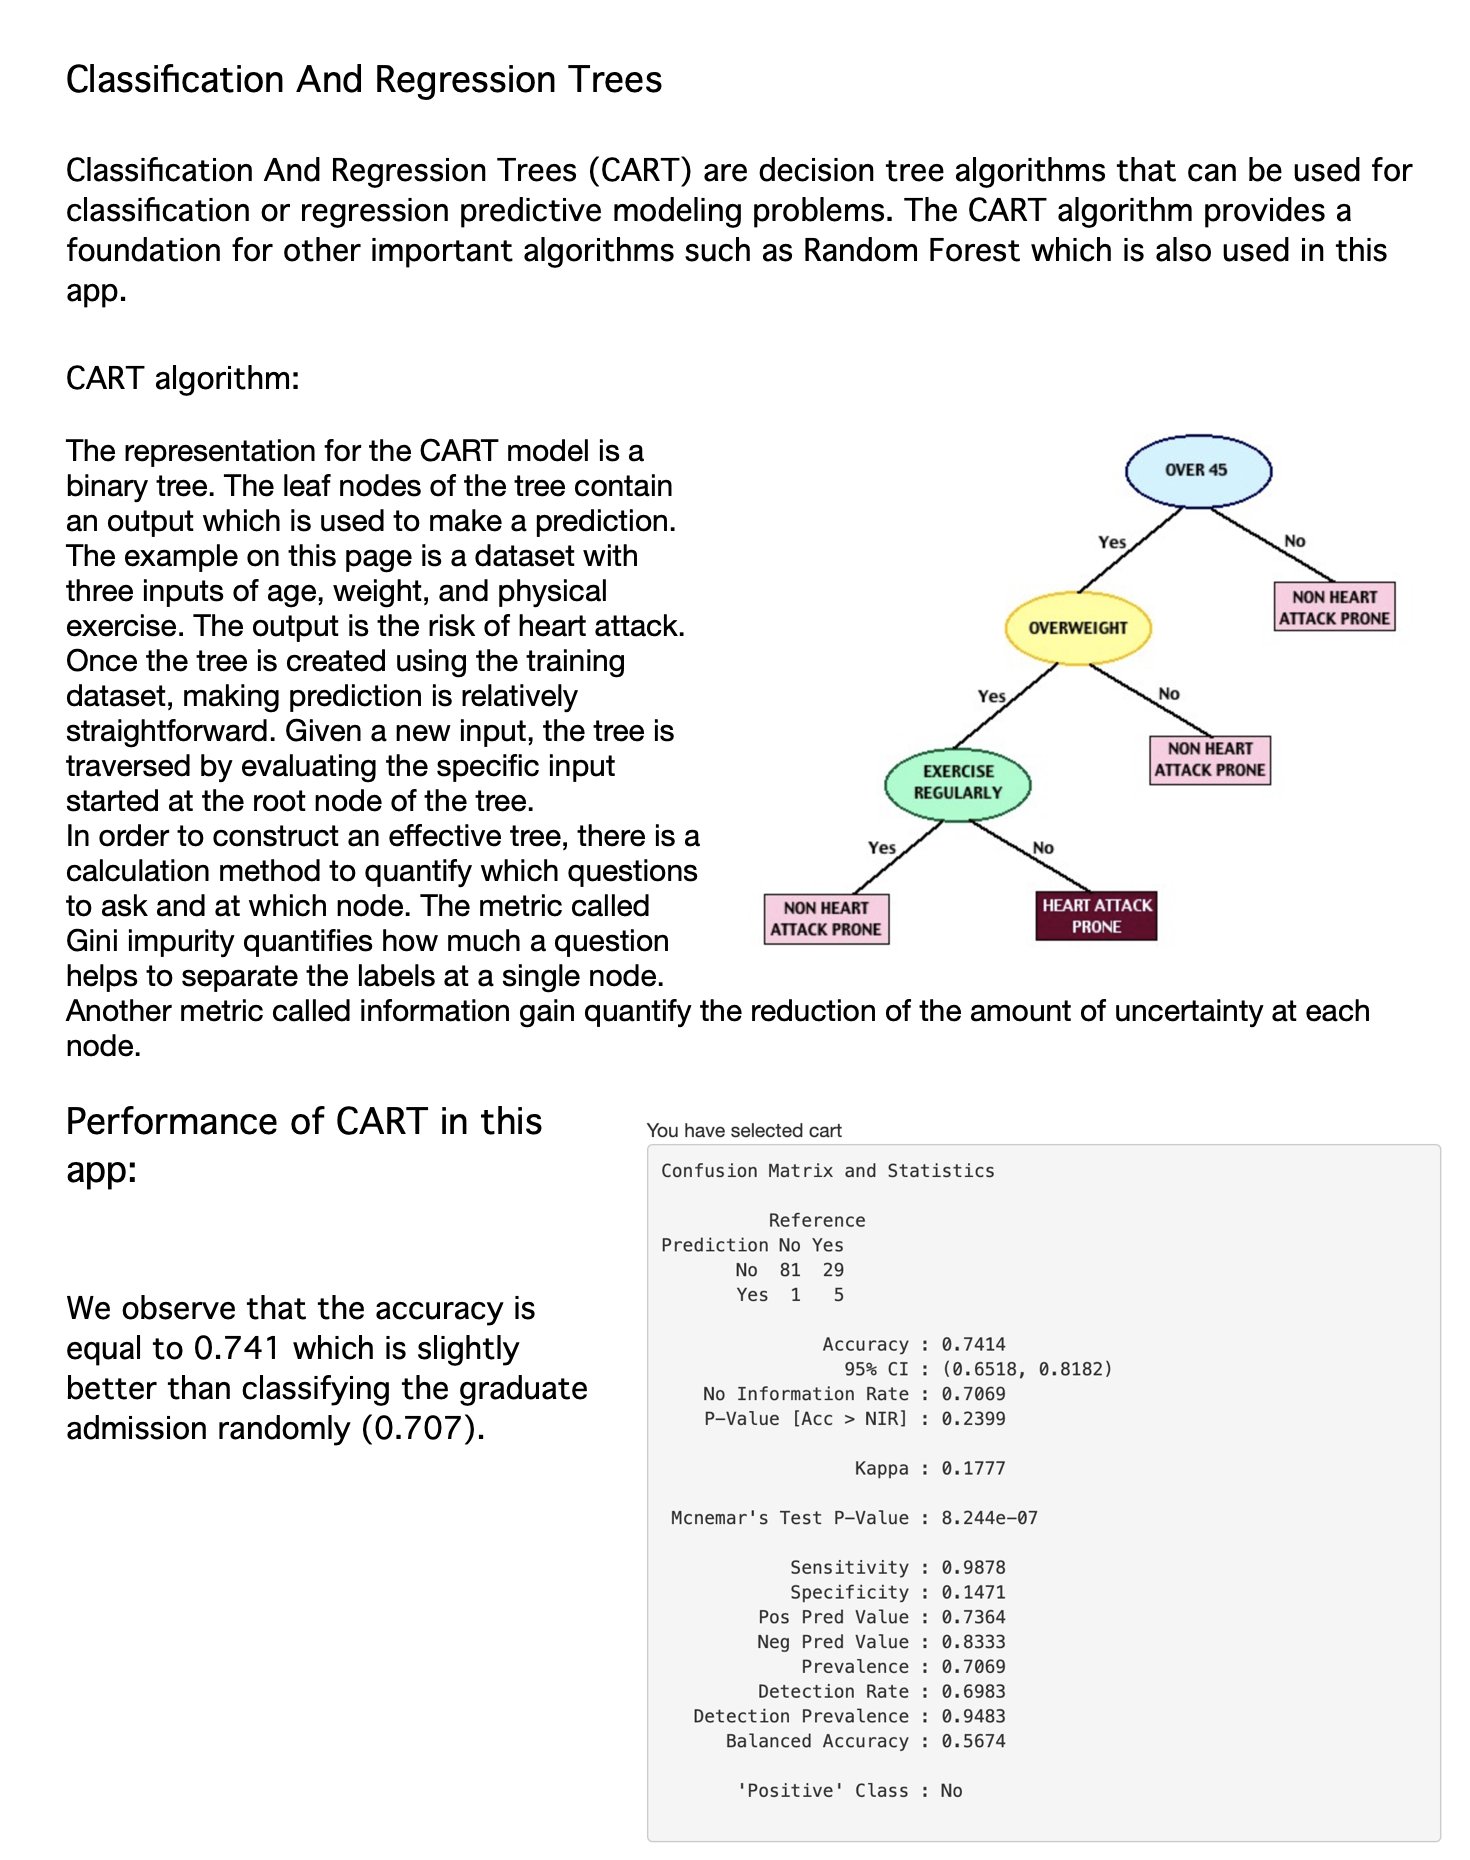 Classification And Regression Trees
Classification And Regression Trees (CART) are decision tree algorithms that can be used for
classification or regression predictive modeling problems. The CART algorithm provides a
foundation for other important algorithms such as Random Forest which is also used in this
app.
CART algorithm:
The representation for the CART model is a
binary tree. The leaf nodes of the tree contain
an output which is used to make a prediction.
The example on this page is a dataset with
three inputs of age, weight, and physical
exercise. The output is the risk of heart attack.
Once the tree is created using the training
dataset, making prediction is relatively
straightforward. Given a new input, the tree is
traversed by evaluating the specific input
started at the root node of the tree.
In order to construct an effective tree, there is a
calculation method to quantify which questions
to ask and at which node. The metric called
Gini impurity quantifies how much a question
helps to separate the labels at a single node.
Another metric called information gain quantify the reduction of the amount of uncertainty at each
node.
OVER 45
Yes
No
NON HEART
ATTACK PRONE
OVERWEIGHT
Yes
No
NON HEART
ATTACK PRONE
EXERCISE
REGULARLY
Yes
No
NON HEART
ATTACK PRONE
HEART ATTACK
PRONE
Performance of CART in this
app:
We observe that the accuracy is
equal to 0.741 which is slightly
better than classifying the graduate
admission randomly (0.707).
You have selected cart
Confusion Matrix and Statistics
Reference
Prediction No Yes
No 81 29
Yes 1 5
Accuracy : 0.7414
95% CI : (0.6518, 0.8182)
No Information Rate : 0.7069
P-Value [Acc > NIR] : 0.2399
Kappa : 0.1777
Mcnemar's Test P-Value : 8.244e-07
Sensitivity : 0.9878
Specificity : 0.1471
Pos Pred Value : 0.7364
Neg Pred Value : 0.8333
Prevalence : 0.7069
Detection Rate : 0.6983
Detection Prevalence : 0.9483
Balanced Accuracy : 0.5674
'Positive' Class : No